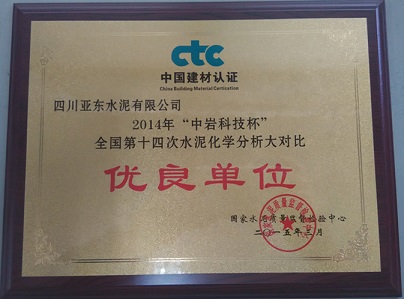 ctc
中国建材认证
China Building Material Certication
四川亚东水泥有限公司
2014年“中岩科技杯”
全国第十四次水泥化学分析大对比
优良单位
国家水泥质量监督检验中心
二〇一五年三月